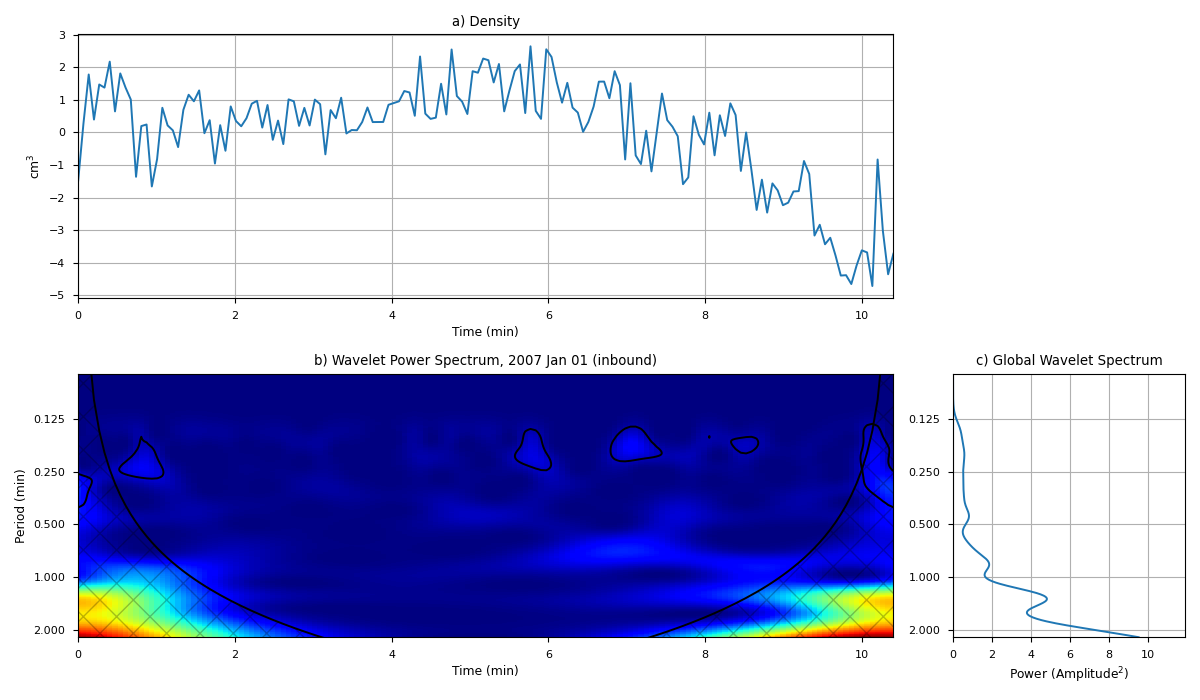 a) Density
3
2
1
0
−1
−2
−3
−4
−5
cm³
0 2 4 6 8 10
Time (min)
b) Wavelet Power Spectrum, 2007 Jan 01 (inbound)
0.125
0.250
0.500
1.000
2.000
Period (min)
0 2 4 6 8 10
Time (min)
c) Global Wavelet Spectrum
0.125
0.250
0.500
1.000
2.000
0 2 4 6 8 10
Power (Amplitude²)